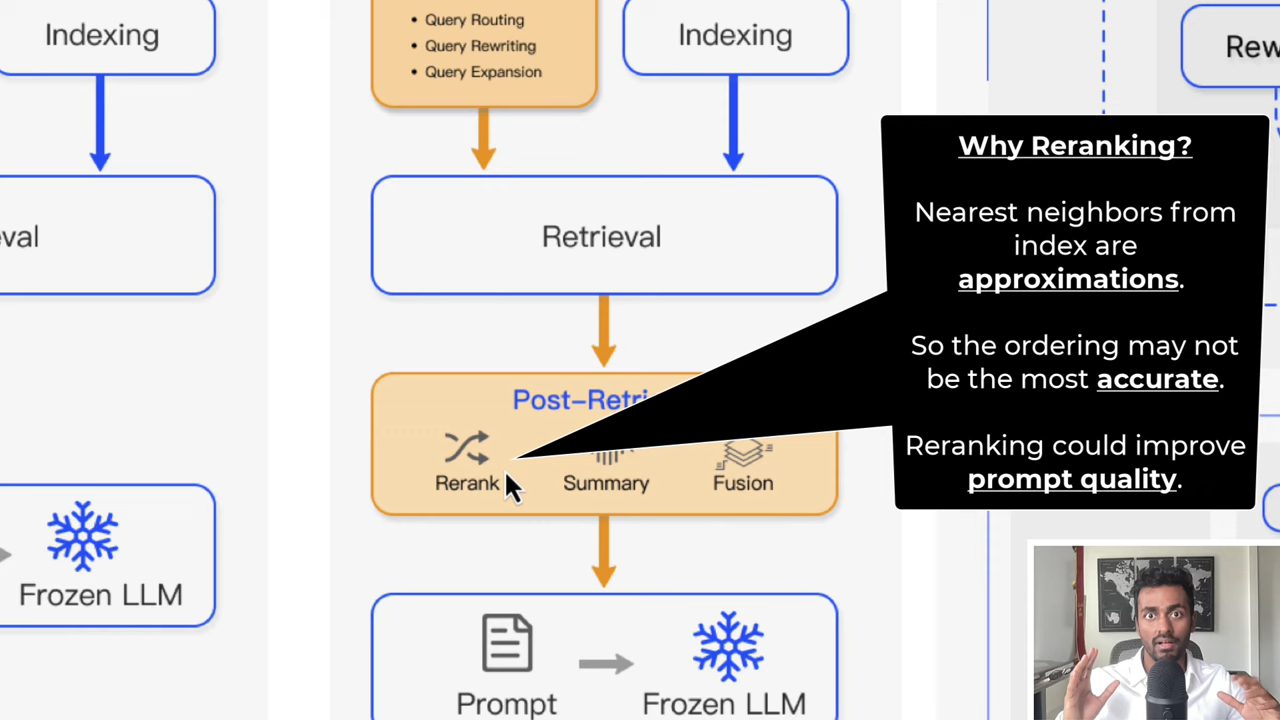 Indexing
eval
Frozen LLM
• Query Routing
• Query Rewriting
• Query Expansion
Indexing
Retrieval
Post-Retri
Rerank
Summary
Fusion
Prompt
Frozen LLM
Rew
Why Reranking?
Nearest neighbors from
index are
approximations.
So the ordering may not
be the most accurate.
Reranking could improve
prompt quality.